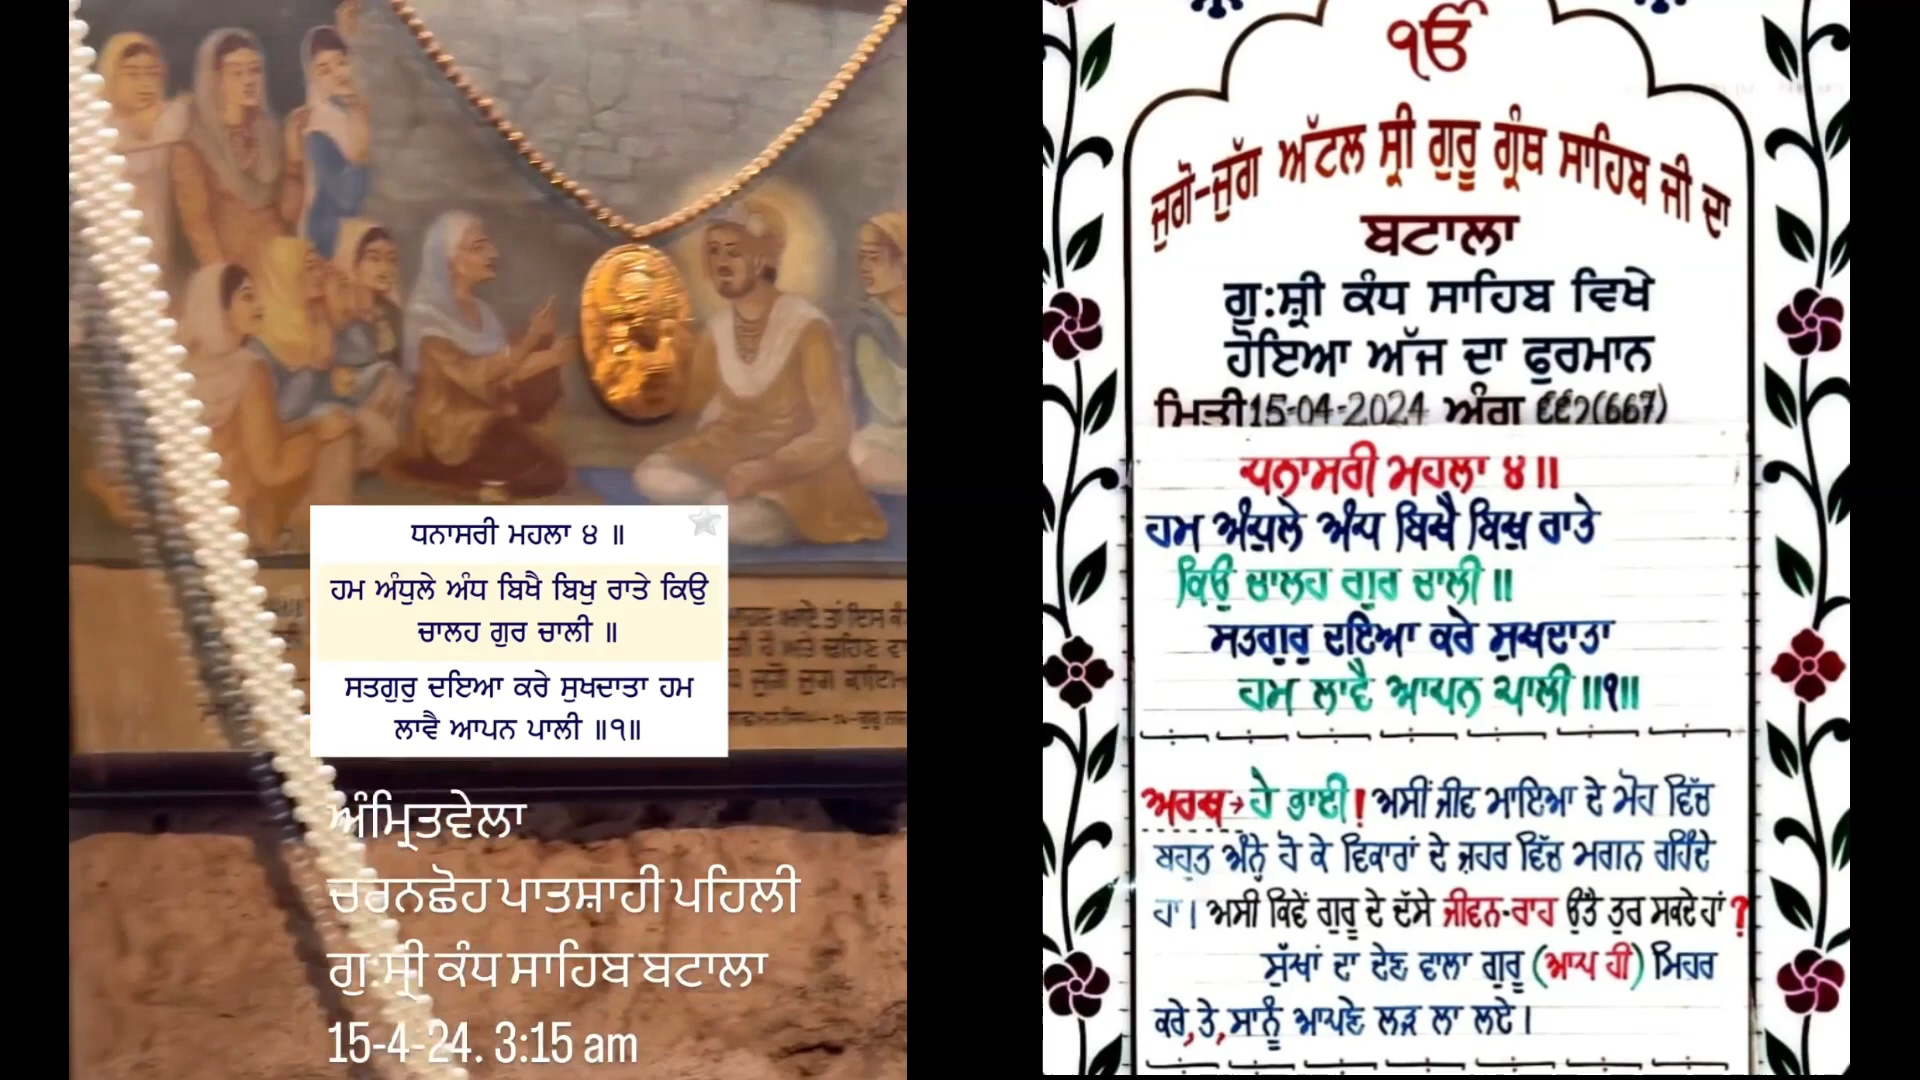 ਧਨਾਸਰੀ ਮਹਲਾ ੪ ॥
ਹਮ ਅੰਧੁਲੇ ਅੰਧ ਬਿਖੈ ਬਿਖੁ ਰਾਤੇ ਕਿਉ
ਚਾਲਹ ਗੁਰ ਚਾਲੀ ॥
ਸਤਗੁਰੁ ਦਇਆ ਕਰੇ ਸੁਖਦਾਤਾ ਹਮ
ਲਾਵੈ ਆਪਨ ਪਾਲੀ ॥੧॥
ਅੰਮ੍ਰਿਤਵੇਲਾ
ਚਰਨਛੋਹ ਪਾਤਸ਼ਾਹੀ ਪਹਿਲੀ
ਗੁ:ਸ਼੍ਰੀ ਕੰਧ ਸਾਹਿਬ ਬਟਾਲਾ
15-4-24. 3:15 am
ੴ
ਜੁਗੋ-ਜੁੱਗ ਅੱਟਲ ਸ੍ਰੀ ਗੁਰੂ ਗ੍ਰੰਥ ਸਾਹਿਬ ਜੀ ਦਾ
ਬਟਾਲਾ
ਗੁ:ਸ਼੍ਰੀ ਕੰਧ ਸਾਹਿਬ ਵਿਖੇ
ਹੋਇਆ ਅੱਜ ਦਾ ਫੁਰਮਾਨ
ਮਿਤੀ 15-04-2024 ਅੰਗ ੬੬੭(667)
ਧਨਾਸਰੀ ਮਹਲਾ ੪ ॥
ਹਮ ਅੰਧੁਲੇ ਅੰਧ ਬਿਖੈ ਬਿਖੁ ਰਾਤੇ
ਕਿਉ ਚਾਲਹ ਗੁਰ ਚਾਲੀ ॥
ਸਤਗੁਰੁ ਦਇਆ ਕਰੇ ਸੁਖਦਾਤਾ
ਹਮ ਲਾਵੈ ਆਪਨ ਪਾਲੀ ॥੧॥
ਅਰਥ→ ਹੇ ਭਾਈ! ਅਸੀਂ ਜੀਵ ਮਾਇਆ ਦੇ ਮੋਹ ਵਿੱਚ
ਬਹੁਤ ਅੰਨ੍ਹੇ ਹੋ ਕੇ ਵਿਕਾਰਾਂ ਦੇ ਜ਼ਹਰ ਵਿੱਚ ਮਗਨ ਰਹਿੰਦੇ
ਹਾਂ। ਅਸੀ ਕਿਵੇਂ ਗੁਰੂ ਦੇ ਦੱਸੇ ਜੀਵਨ-ਰਾਹ ਉਤੈ ਤੁਰ ਸਕਦੇ ਹਾਂ ?
ਸੁੱਖਾਂ ਦਾ ਦੇਣ ਵਾਲਾ ਗੁਰੂ (ਆਪ ਹੀ) ਮਿਹਰ
ਕਰੇ, ਤੇ, ਸਾਨੂੰ ਆਪਣੇ ਲੜ ਲਾ ਲਏ।